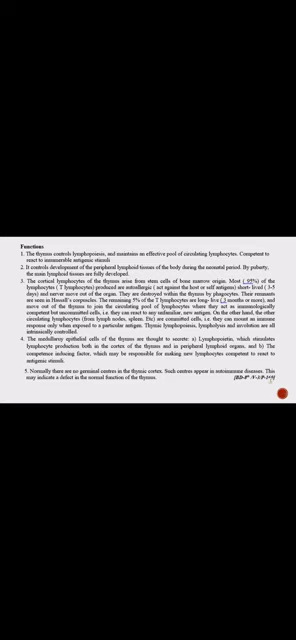 Functions
1. The thymus controls lymphopoiesis, and maintains an effective pool of circulating lymphocytes. Competent to
react to innumerable antigenic stimuli
2. It controls development of the peripheral lymphoid tissues of the body during the neonatal period. By puberty,
the main lymphoid tissues are fully developed.
3. The cortical lymphocytes of the thymus arise from stem cells of bone marrow origin. Most ( 95%) of the
lymphocytes ( T lymphocytes) produced are autoallergic ( act against the host or self antigens) short- lived ( 3-5
days) and never move out of the organ. They are destroyed within the thymus by phagocytes. Their remnants
are seen in Hassell's corpuscles. The remaining 5% of the T lymphocytes are long- live ( 3 months or more), and
move out of the thymus to join the circulating pool of lymphocytes where they act as immunologically
competent but uncommitted cells, i.e. they can react to any unfamiliar, new antigen. On the other hand, the other
circulating lymphocytes (from lymph nodes, spleen. Etc) are committed cells, i.e. they can mount an immune
response only when exposed to a particular antigen. Thymic lymphopoiesis, lympholysis and involution are all
intrinsically controlled.
4. The medullary epithelial cells of the thymus are thought to secrete: a) Lymphopoietin, which stimulates
lymphocyte production both in the cortex of the thymus and in peripheral lymphoid organs, and b) The
competence inducing factor, which may be responsible for making new lymphocytes competent to react to
antigenic stimuli.
5. Normally there are no germinal centres in the thymic cortex. Such centres appear in autoimmune diseases. This
may indicate a defect in the normal function of the thymus.